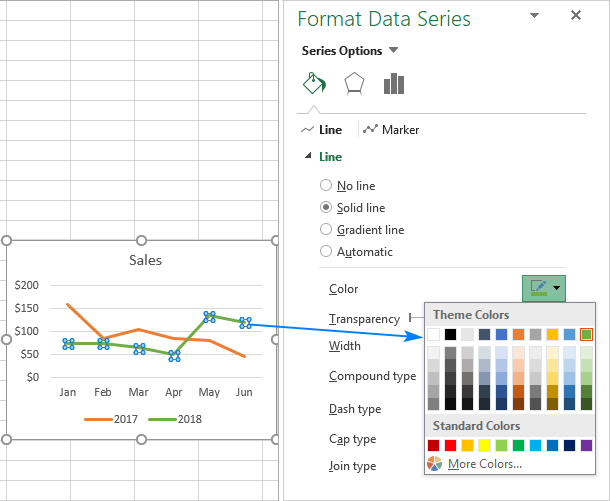 Format Data Series
Series Options
Line
Marker
Line
No line
Solid line
Gradient line
Automatic
Color
Transparency
Width
Compound type
Dash type
Cap type
Join type
Theme Colors
Standard Colors
More Colors...
Sales
$200
$150
$100
$50
$0
Jan Feb Mar Apr May Jun
2017 2018